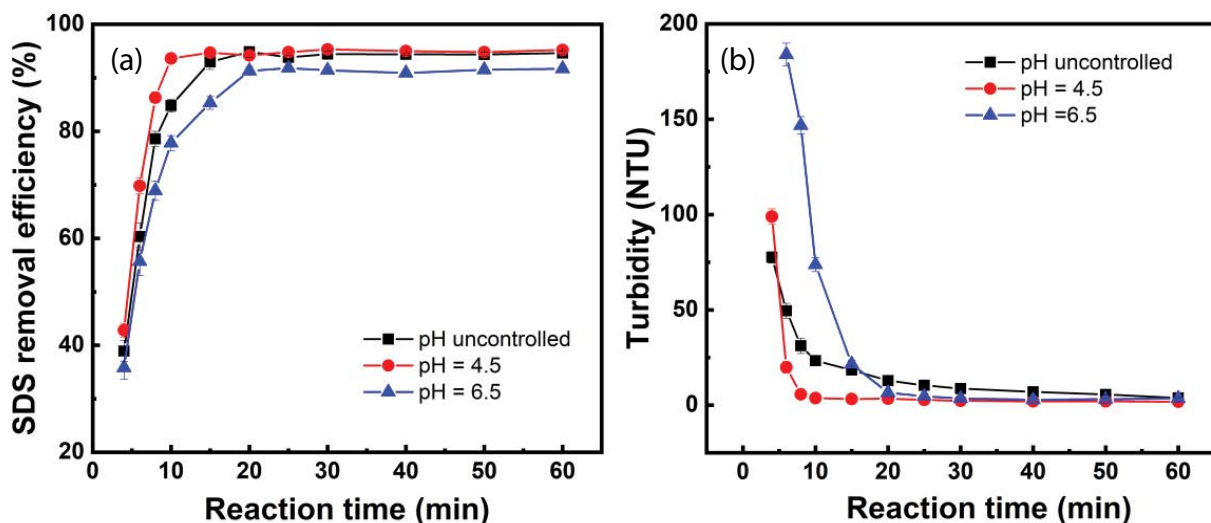 (a)
SDS removal efficiency (%)
100
80
60
40
20
0 10 20 30 40 50 60
Reaction time (min)
pH uncontrolled
pH = 4.5
pH = 6.5
(b)
Turbidity (NTU)
200
150
100
50
0
0 10 20 30 40 50 60
Reaction time (min)
pH uncontrolled
pH = 4.5
pH =6.5